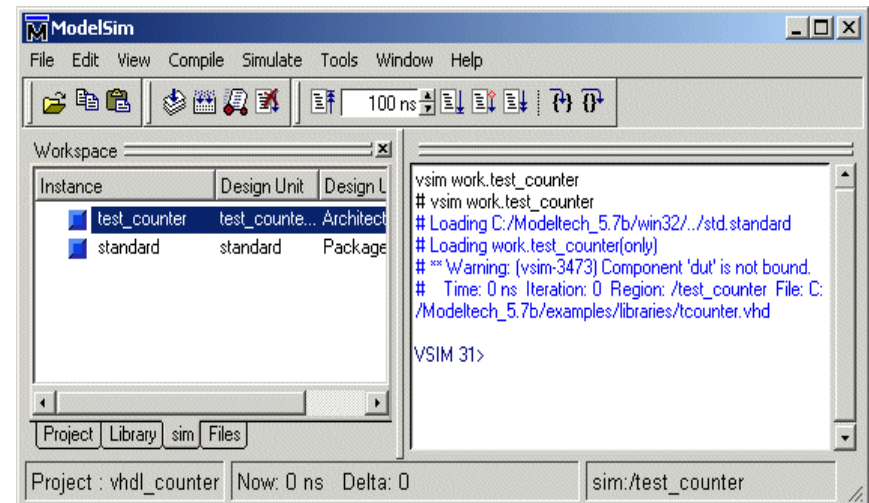 ModelSim
File Edit View Compile Simulate Tools Window Help
100 ns
Workspace
Instance Design Unit Design U
test_counter test_counte... Architect
standard standard Package
Project Library sim Files
vsim work.test_counter
# vsim work.test_counter
# Loading C:/Modeltech_5.7b/win32/../std.standard
# Loading work.test_counter(only)
# ** Warning: (vsim-3473) Component 'dut' is not bound.
# Time: 0 ns Iteration: 0 Region: /test_counter File: C:
/Modeltech_5.7b/examples/libraries/tcounter.vhd
VSIM 31>
Project : vhdl_counter Now: 0 ns Delta: 0 sim:/test_counter